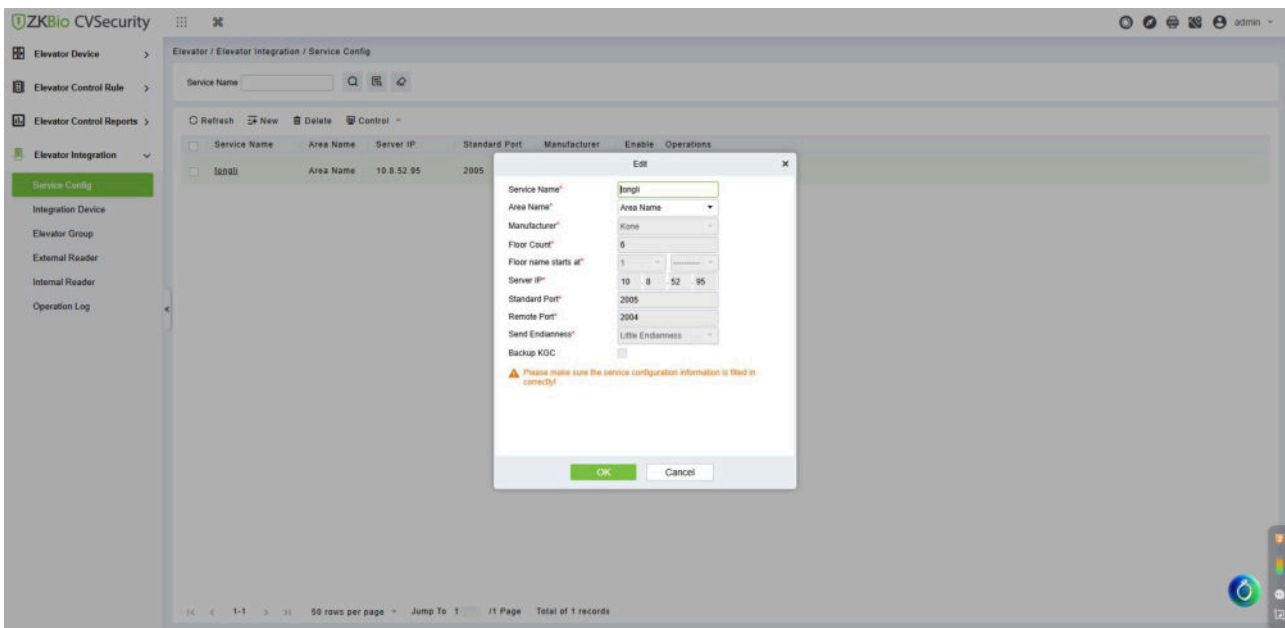 ZKBio CVSecurity
admin
Elevator Device
Elevator Control Rule
Elevator Control Reports
Elevator Integration
Service Config
Integration Device
Elevator Group
External Reader
Internal Reader
Operation Log
Elevator / Elevator Integration / Service Config
Service Name
Refresh New Delete Control
Service Name Area Name Server IP Standard Port Manufacturer Enable Operations
tongli Area Name 10.8.52.95 2005
Edit
Service Name* tongli
Area Name* Area Name
Manufacturer* Kone
Floor Count* 6
Floor name starts at* 1 ---------
Server IP* 10 . 8 . 52 . 95
Standard Port* 2005
Remote Port* 2004
Send Endianness* Little Endianness
Backup KGC
Please make sure the service configuration information is filled in
correctly!
OK Cancel
1-1 50 rows per page Jump To 1 /1 Page Total of 1 records